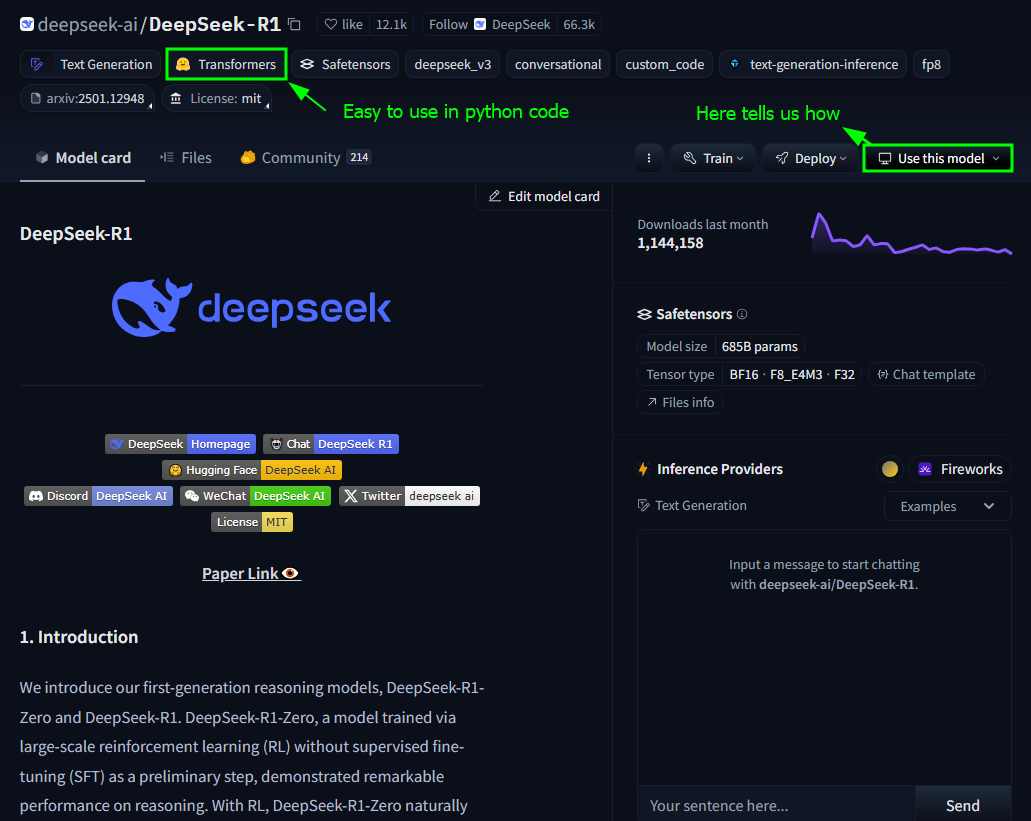 deepseek-ai/DeepSeek-R1 like 12.1k Follow DeepSeek 66.3k
Text Generation Transformers Safetensors deepseek_v3 conversational custom_code text-generation-inference fp8
arxiv:2501.12948 License: mit
Easy to use in python code
Here tells us how
Model card Files Community 214 Train Deploy Use this model
Edit model card
DeepSeek-R1
deepseek
DeepSeek Homepage Chat DeepSeek R1
Hugging Face DeepSeek AI
Discord DeepSeek AI WeChat DeepSeek AI Twitter deepseek ai
License MIT
Paper Link
1. Introduction
We introduce our first-generation reasoning models, DeepSeek-R1-
Zero and DeepSeek-R1. DeepSeek-R1-Zero, a model trained via
large-scale reinforcement learning (RL) without supervised fine-
tuning (SFT) as a preliminary step, demonstrated remarkable
performance on reasoning. With RL, DeepSeek-R1-Zero naturally
Downloads last month
1,144,158
Safetensors
Model size 685B params
Tensor type BF16 · F8_E4M3 · F32 Chat template
Files info
Inference Providers Fireworks
Text Generation Examples
Input a message to start chatting
with deepseek-ai/DeepSeek-R1.
Your sentence here... Send